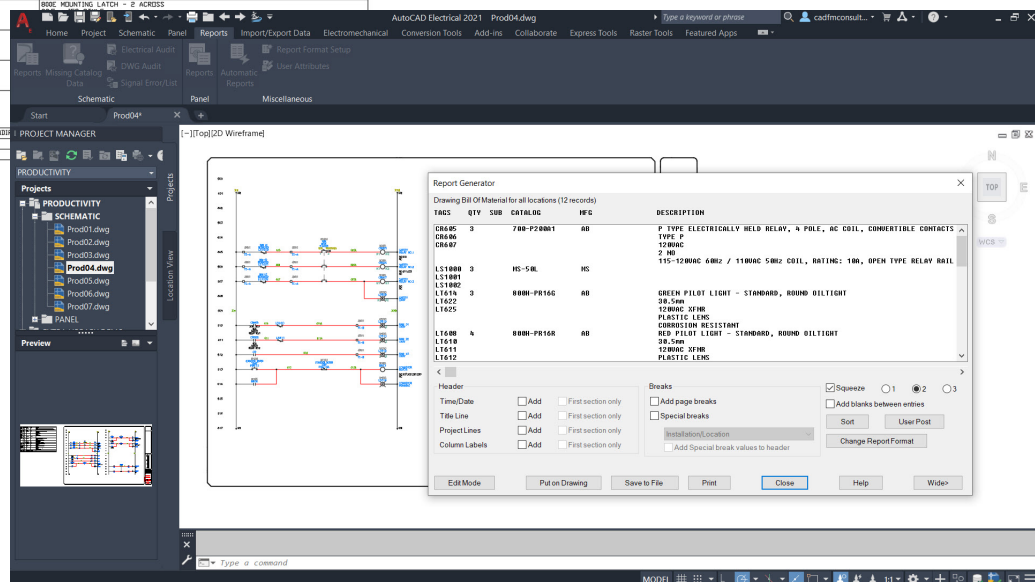 800E MOUNTING LATCH - 2 ACROSS
AutoCAD Electrical 2021 Prod04.dwg
Type a keyword or phrase
cadfmconsult...
Home Project Schematic Panel Reports Import/Export Data Electromechanical Conversion Tools Add-ins Collaborate Express Tools Raster Tools Featured Apps
Reports
Missing Catalog Data
Electrical Audit
DWG Audit
Signal Error/List
Reports
Automatic Reports
Report Format Setup
User Attributes
Schematic Panel Miscellaneous
Start Prod04*
PROJECT MANAGER
PRODUCTIVITY
Projects
PRODUCTIVITY
SCHEMATIC
Prod01.dwg
Prod02.dwg
Prod03.dwg
Prod04.dwg
Prod05.dwg
Prod06.dwg
Prod07.dwg
PANEL
Preview
Projects
Location View
[−][Top][2D Wireframe]
N
TOP
E
S
WCS
Report Generator
Drawing Bill Of Material for all locations (12 records)
TAGS QTY SUB CATALOG MFG DESCRIPTION
CR605 3 700-P200A1 AB P TYPE ELECTRICALLY HELD RELAY, 4 POLE, AC COIL, CONVERTIBLE CONTACTS
CR606 TYPE P
CR607 120VAC
2 NO
115-120VAC 60Hz / 110VAC 50Hz COIL, RATING: 10A, OPEN TYPE RELAY RAIL
LS1000 3 HS-50L HS
LS1001
LS1002
LT614 3 800H-PR16G AB GREEN PILOT LIGHT - STANDARD, ROUND OILTIGHT
LT622 30.5mm
LT625 120VAC XFMR
PLASTIC LENS
CORROSION RESISTANT
LT608 4 800H-PR16R AB RED PILOT LIGHT - STANDARD, ROUND OILTIGHT
LT610 30.5mm
LT611 120VAC XFMR
LT612 PLASTIC LENS
Header
Time/Date Add First section only
Title Line Add First section only
Project Lines Add First section only
Column Labels Add First section only
Breaks
Add page breaks
Special breaks
Installation/Location
Add Special break values to header
Squeeze 1 2 3
Add blanks between entries
Sort User Post
Change Report Format
Edit Mode Put on Drawing Save to File Print Close Help Wide>
Type a command
MODEL
1:1